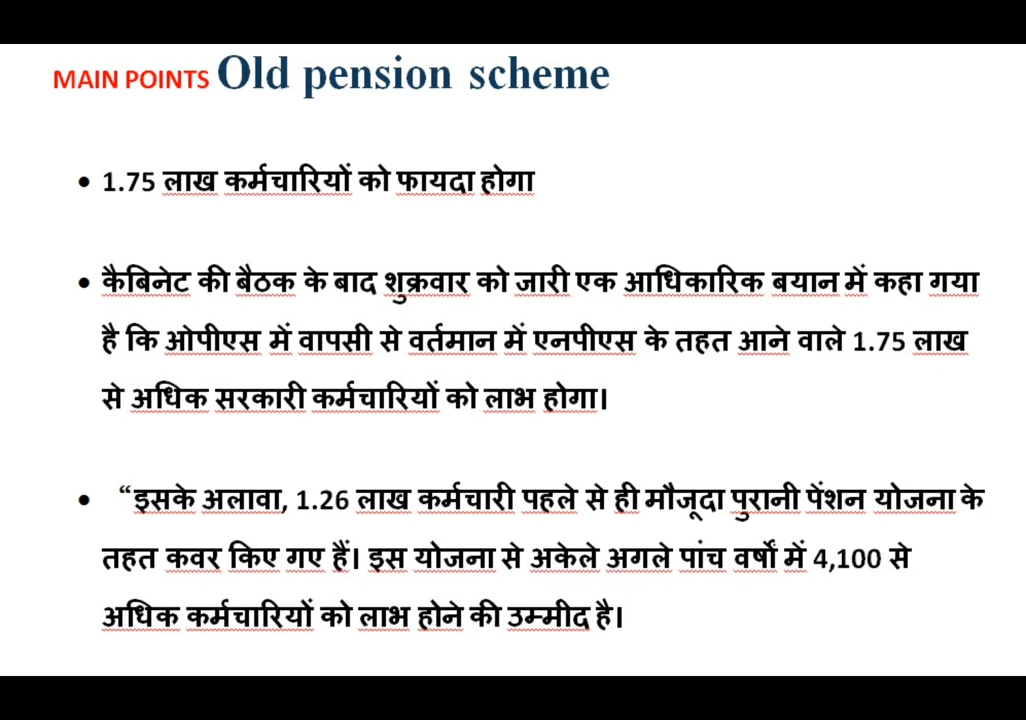 MAIN POINTS Old pension scheme
• 1.75 लाख कर्मचारियों को फायदा होगा
• कैबिनेट की बैठक के बाद शुक्रवार को जारी एक आधिकारिक बयान में कहा गया
है कि ओपीएस में वापसी से वर्तमान में एनपीएस के तहत आने वाले 1.75 लाख
से अधिक सरकारी कर्मचारियों को लाभ होगा।
• “इसके अलावा, 1.26 लाख कर्मचारी पहले से ही मौजूदा पुरानी पेंशन योजना के
तहत कवर किए गए हैं। इस योजना से अकेले अगले पांच वर्षों में 4,100 से
अधिक कर्मचारियों को लाभ होने की उम्मीद है।